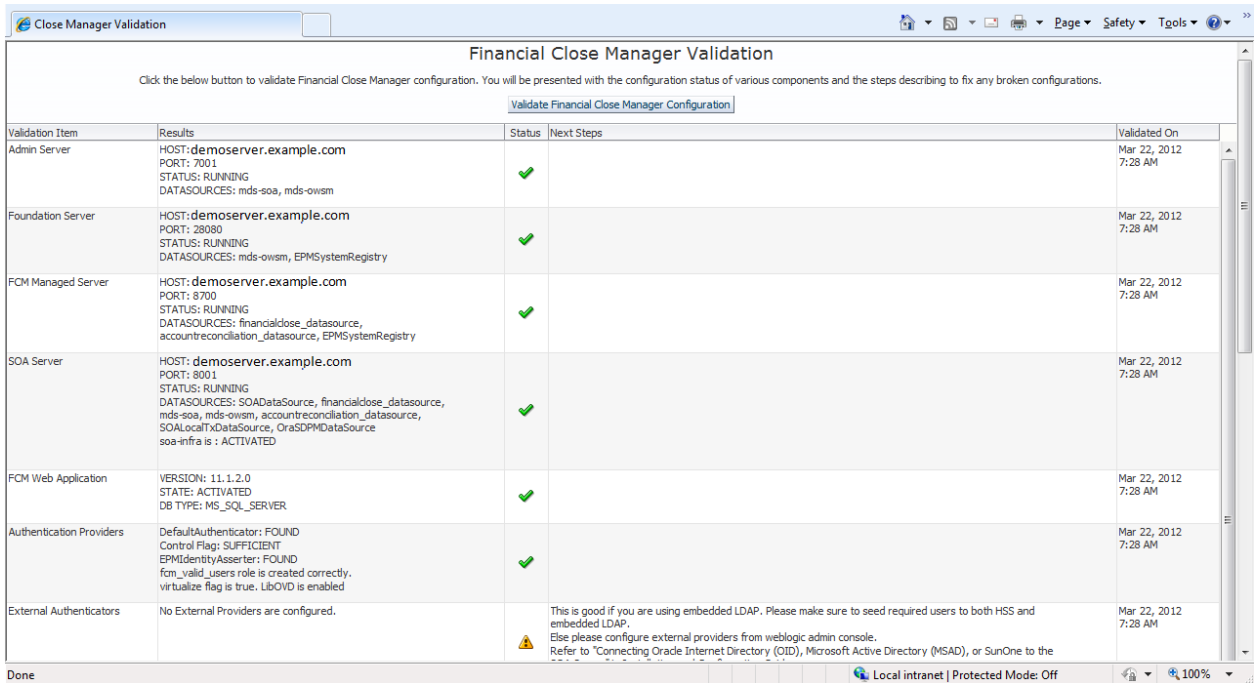 Close Manager Validation
Page Safety Tools
»
Financial Close Manager Validation
Click the below button to validate Financial Close Manager configuration. You will be presented with the configuration status of various components and the steps describing to fix any broken configurations.
Validate Financial Close Manager Configuration
Validation Item Results Status Next Steps Validated On
Admin Server HOST:demoserver.example.com Mar 22, 2012
PORT: 7001 7:28 AM
STATUS: RUNNING
DATASOURCES: mds-soa, mds-owsm
Foundation Server HOST:demoserver.example.com Mar 22, 2012
PORT: 28080 7:28 AM
STATUS: RUNNING
DATASOURCES: mds-owsm, EPMSystemRegistry
FCM Managed Server HOST: demoserver.example.com Mar 22, 2012
PORT: 8700 7:28 AM
STATUS: RUNNING
DATASOURCES: financialclose_datasource,
accountreconciliation_datasource, EPMSystemRegistry
SOA Server HOST: demoserver.example.com Mar 22, 2012
PORT: 8001 7:28 AM
STATUS: RUNNING
DATASOURCES: SOADataSource, financialclose_datasource,
mds-soa, mds-owsm, accountreconciliation_datasource,
SOALocalTxDataSource, OraSDPMDataSource
soa-infra is : ACTIVATED
FCM Web Application VERSION: 11.1.2.0 Mar 22, 2012
STATE: ACTIVATED 7:28 AM
DB TYPE: MS_SQL_SERVER
Authentication Providers DefaultAuthenticator: FOUND Mar 22, 2012
Control Flag: SUFFICIENT 7:28 AM
EPMIdentityAsserter: FOUND
fcm_valid_users role is created correctly.
virtualize flag is true. LibOVD is enabled
External Authenticators No External Providers are configured. This is good if you are using embedded LDAP. Please make sure to seed required users to both HSS and Mar 22, 2012
embedded LDAP. 7:28 AM
Else please configure external providers from weblogic admin console.
Refer to "Connecting Oracle Internet Directory (OID), Microsoft Active Directory (MSAD), or SunOne to the
Done Local intranet | Protected Mode: Off 100%